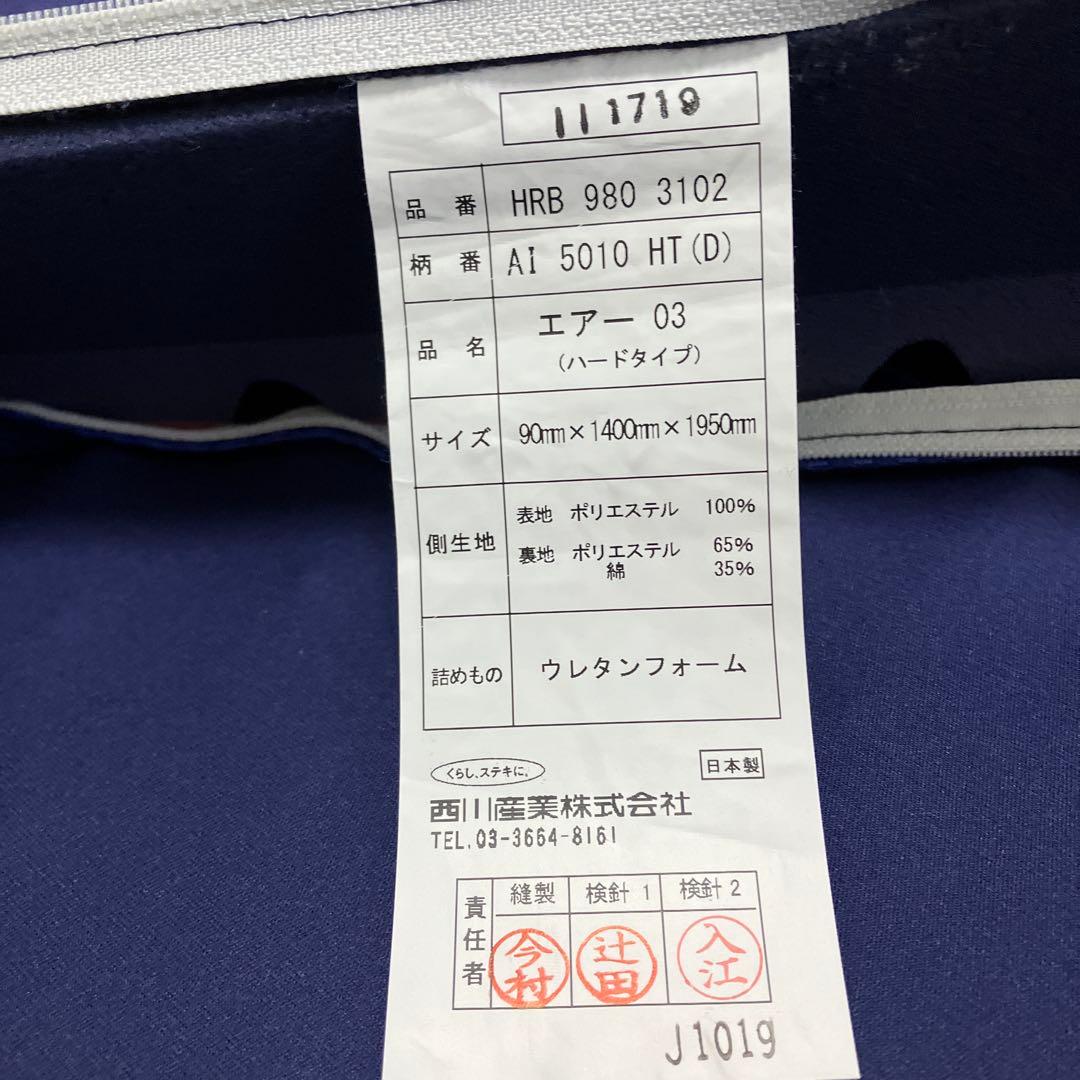 111719
品番 HRB 980 3102
柄番 AI 5010 HT(D)
品名 エアー 03
(ハードタイプ)
サイズ 90mm×1400mm×1950mm
側生地 表地 ポリエステル 100%
裏地 ポリエステル 65%
綿 35%
詰めもの ウレタンフォーム
くらし、ステキに。
日本製
西川産業株式会社
TEL.03-3664-8161
責任者 縫製 検針1 検針2
今村 辻田 入江
J1019